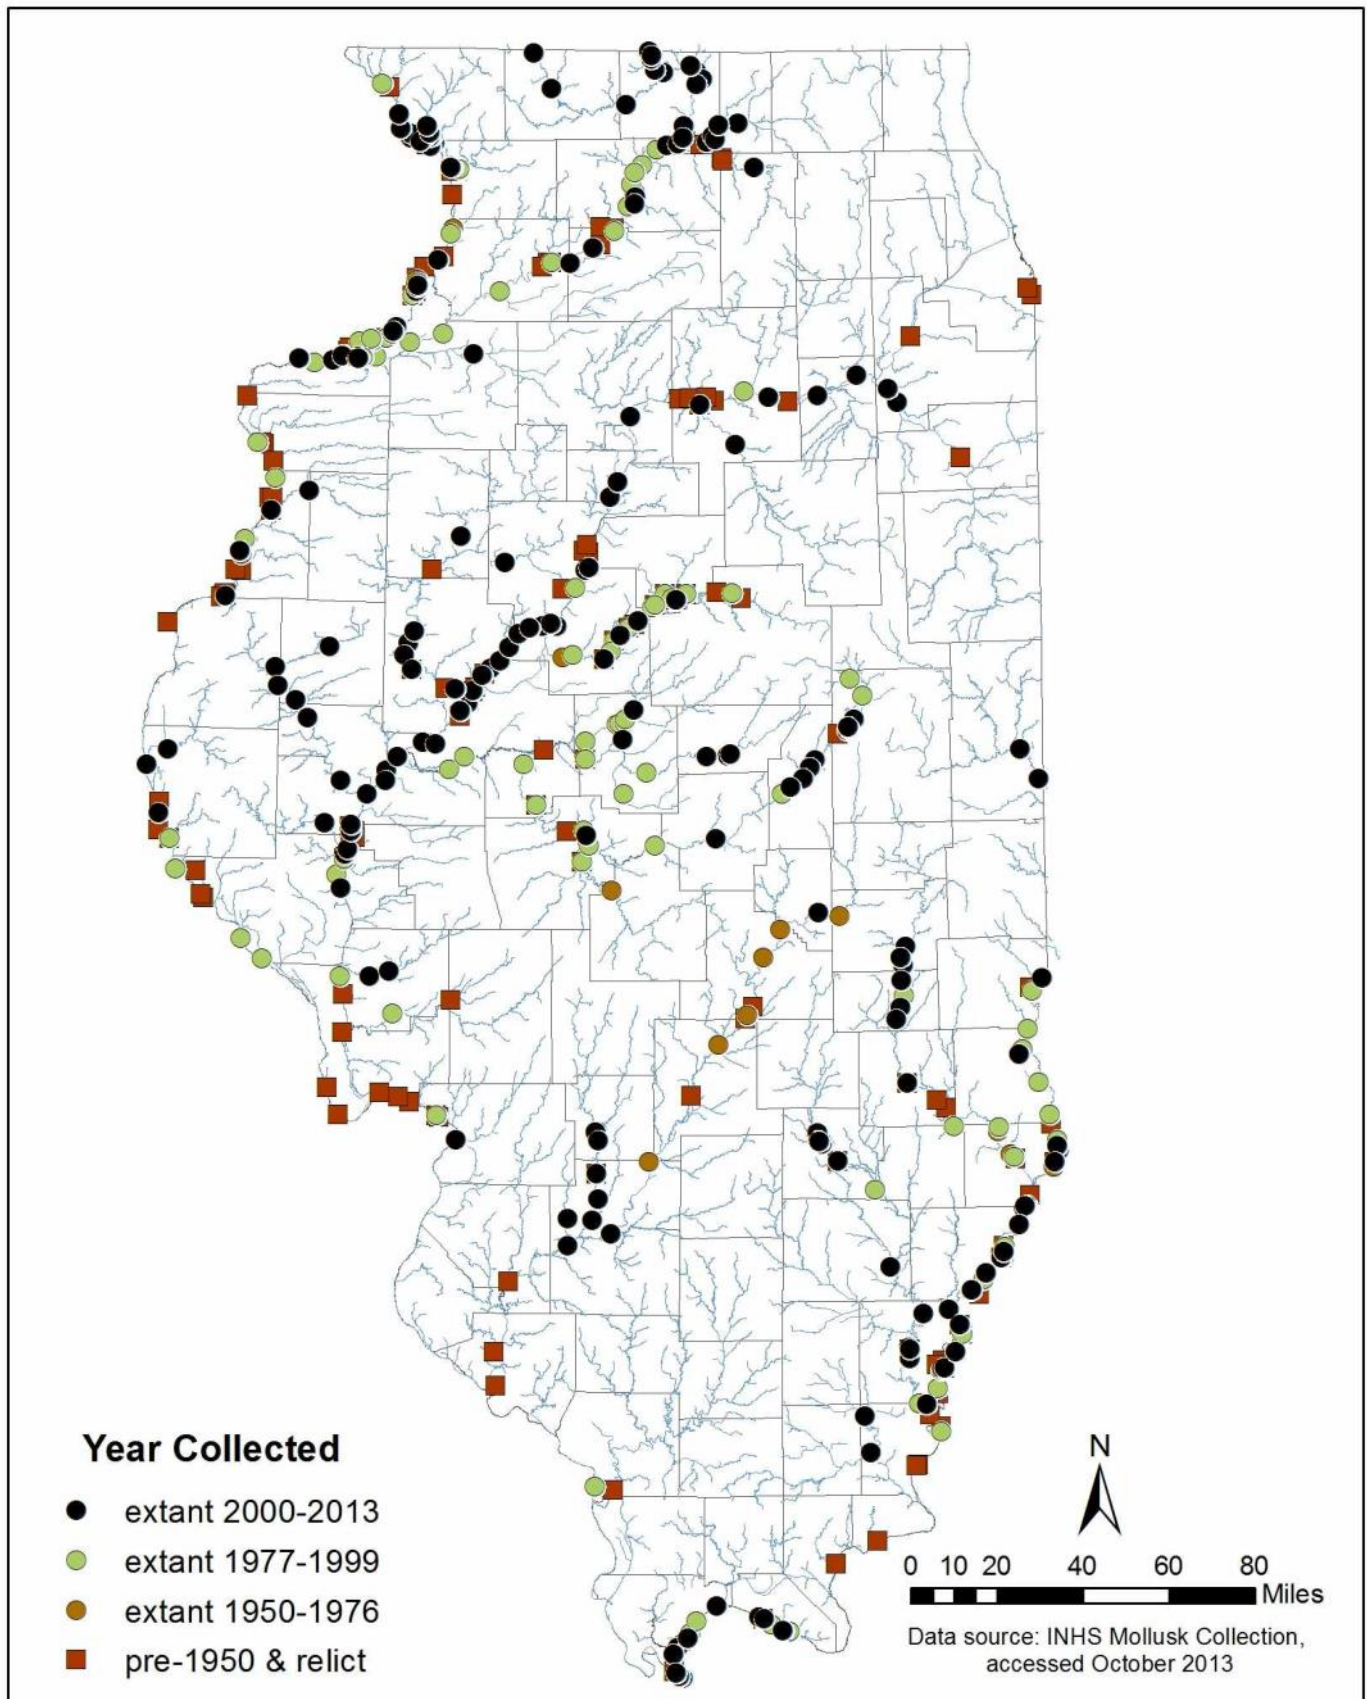 Year Collected
extant 2000-2013
extant 1977-1999
extant 1950-1976
pre-1950 & relict
N
0 10 20 40 60 80
Miles
Data source: INHS Mollusk Collection,
accessed October 2013